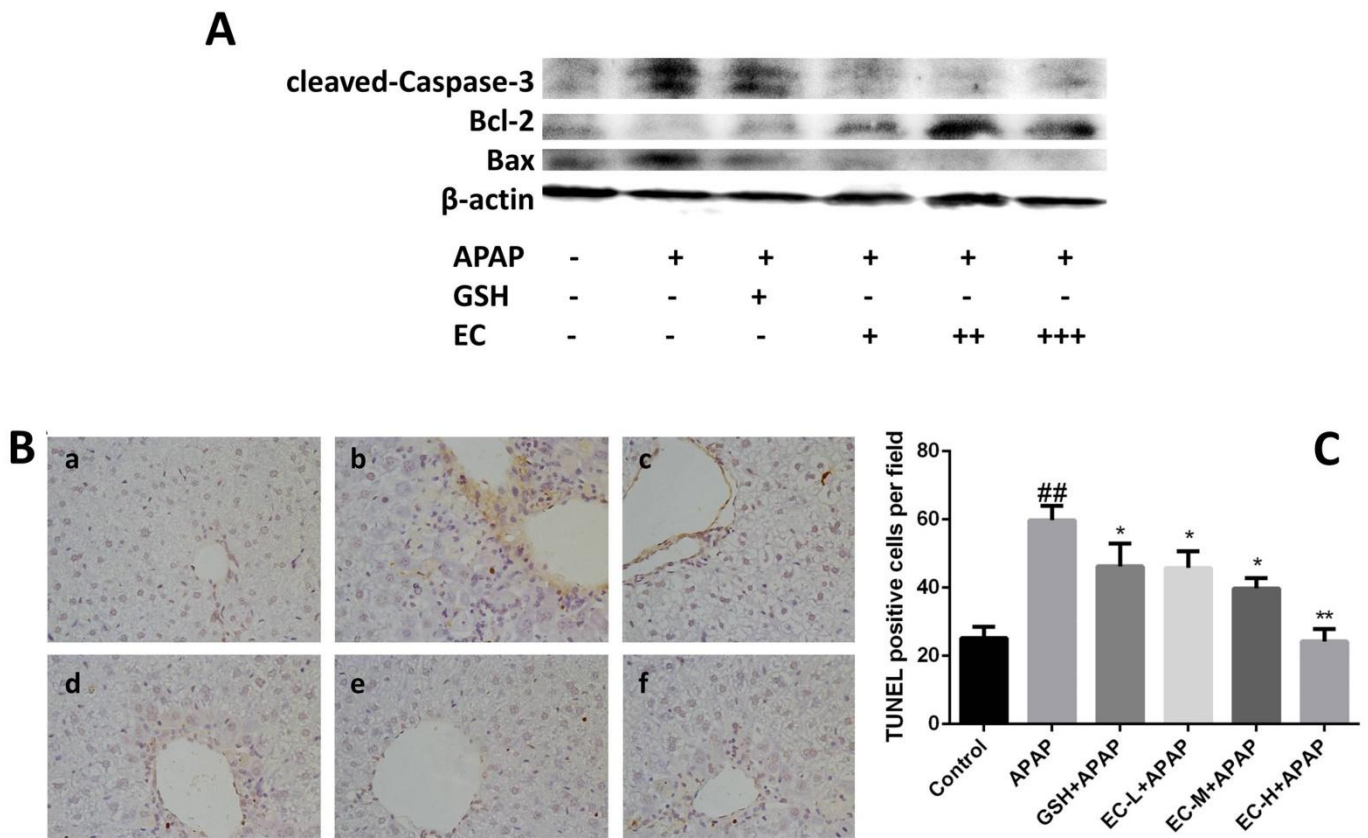 A
cleaved-Caspase-3
Bcl-2
Bax
β-actin
APAP - + + + + +
GSH - - + - - -
EC - - - + ++ +++
B
a
b
c
d
e
f
C
TUNEL positive cells per field
80
60
40
20
0
##
*
*
*
**
Control
APAP
GSH+APAP
EC-L+APAP
EC-M+APAP
EC-H+APAP